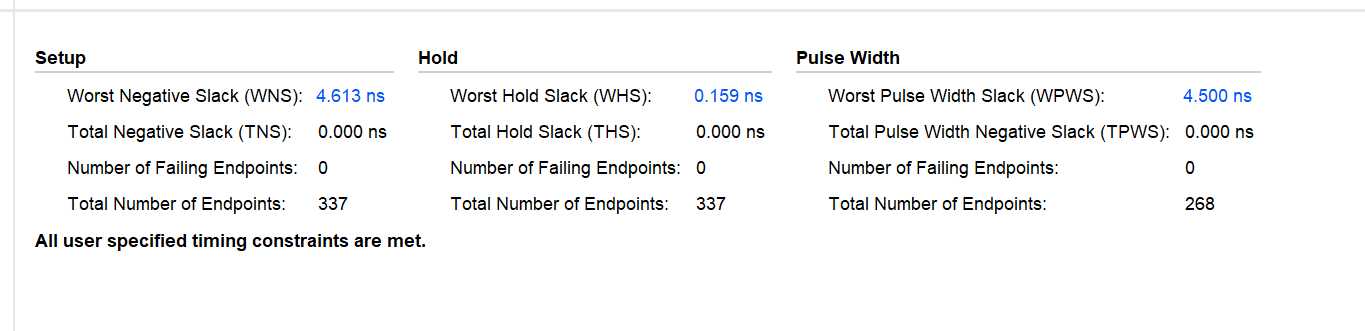 Setup Hold Pulse Width
Worst Negative Slack (WNS): 4.613 ns Worst Hold Slack (WHS): 0.159 ns Worst Pulse Width Slack (WPWS): 4.500 ns
Total Negative Slack (TNS): 0.000 ns Total Hold Slack (THS): 0.000 ns Total Pulse Width Negative Slack (TPWS): 0.000 ns
Number of Failing Endpoints: 0 Number of Failing Endpoints: 0 Number of Failing Endpoints: 0
Total Number of Endpoints: 337 Total Number of Endpoints: 337 Total Number of Endpoints: 268
All user specified timing constraints are met.